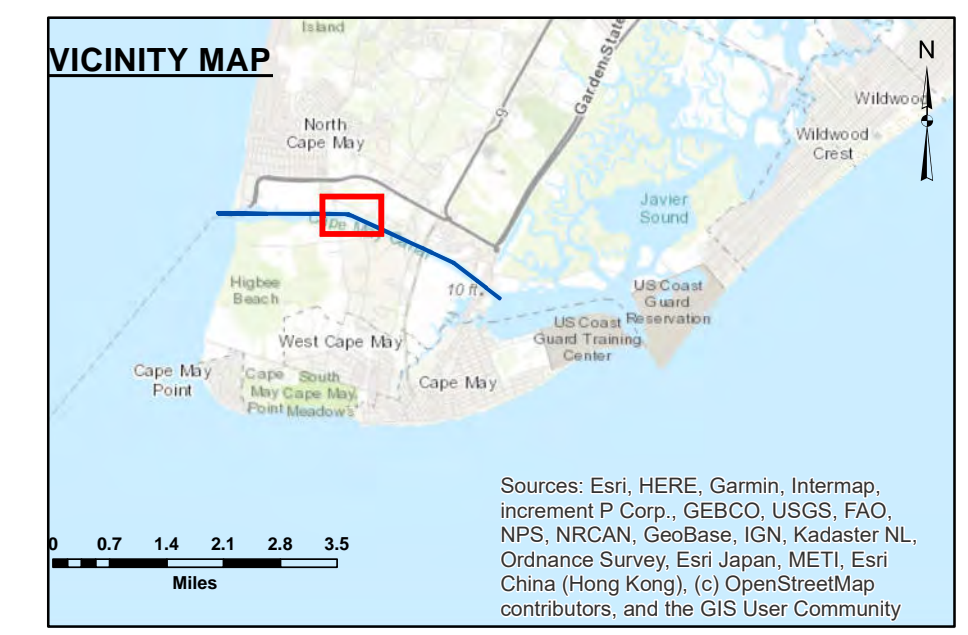 Island
VICINITY MAP
N
Garden State
Wildwood
9
North
Cape May
Wildwood
Crest
Javier
Sound
Cape May Canal
Higbee
Beach
10 ft.
US Coast
Guard
Reservation
US Coast
Guard Training
Center
West Cape May
Cape May
Point
Cape
May
Point
South
Cape May
Meadows
Cape May
Sources: Esri, HERE, Garmin, Intermap,
increment P Corp., GEBCO, USGS, FAO,
NPS, NRCAN, GeoBase, IGN, Kadaster NL,
Ordnance Survey, Esri Japan, METI, Esri
China (Hong Kong), (c) OpenStreetMap
contributors, and the GIS User Community
0 0.7 1.4 2.1 2.8 3.5
Miles